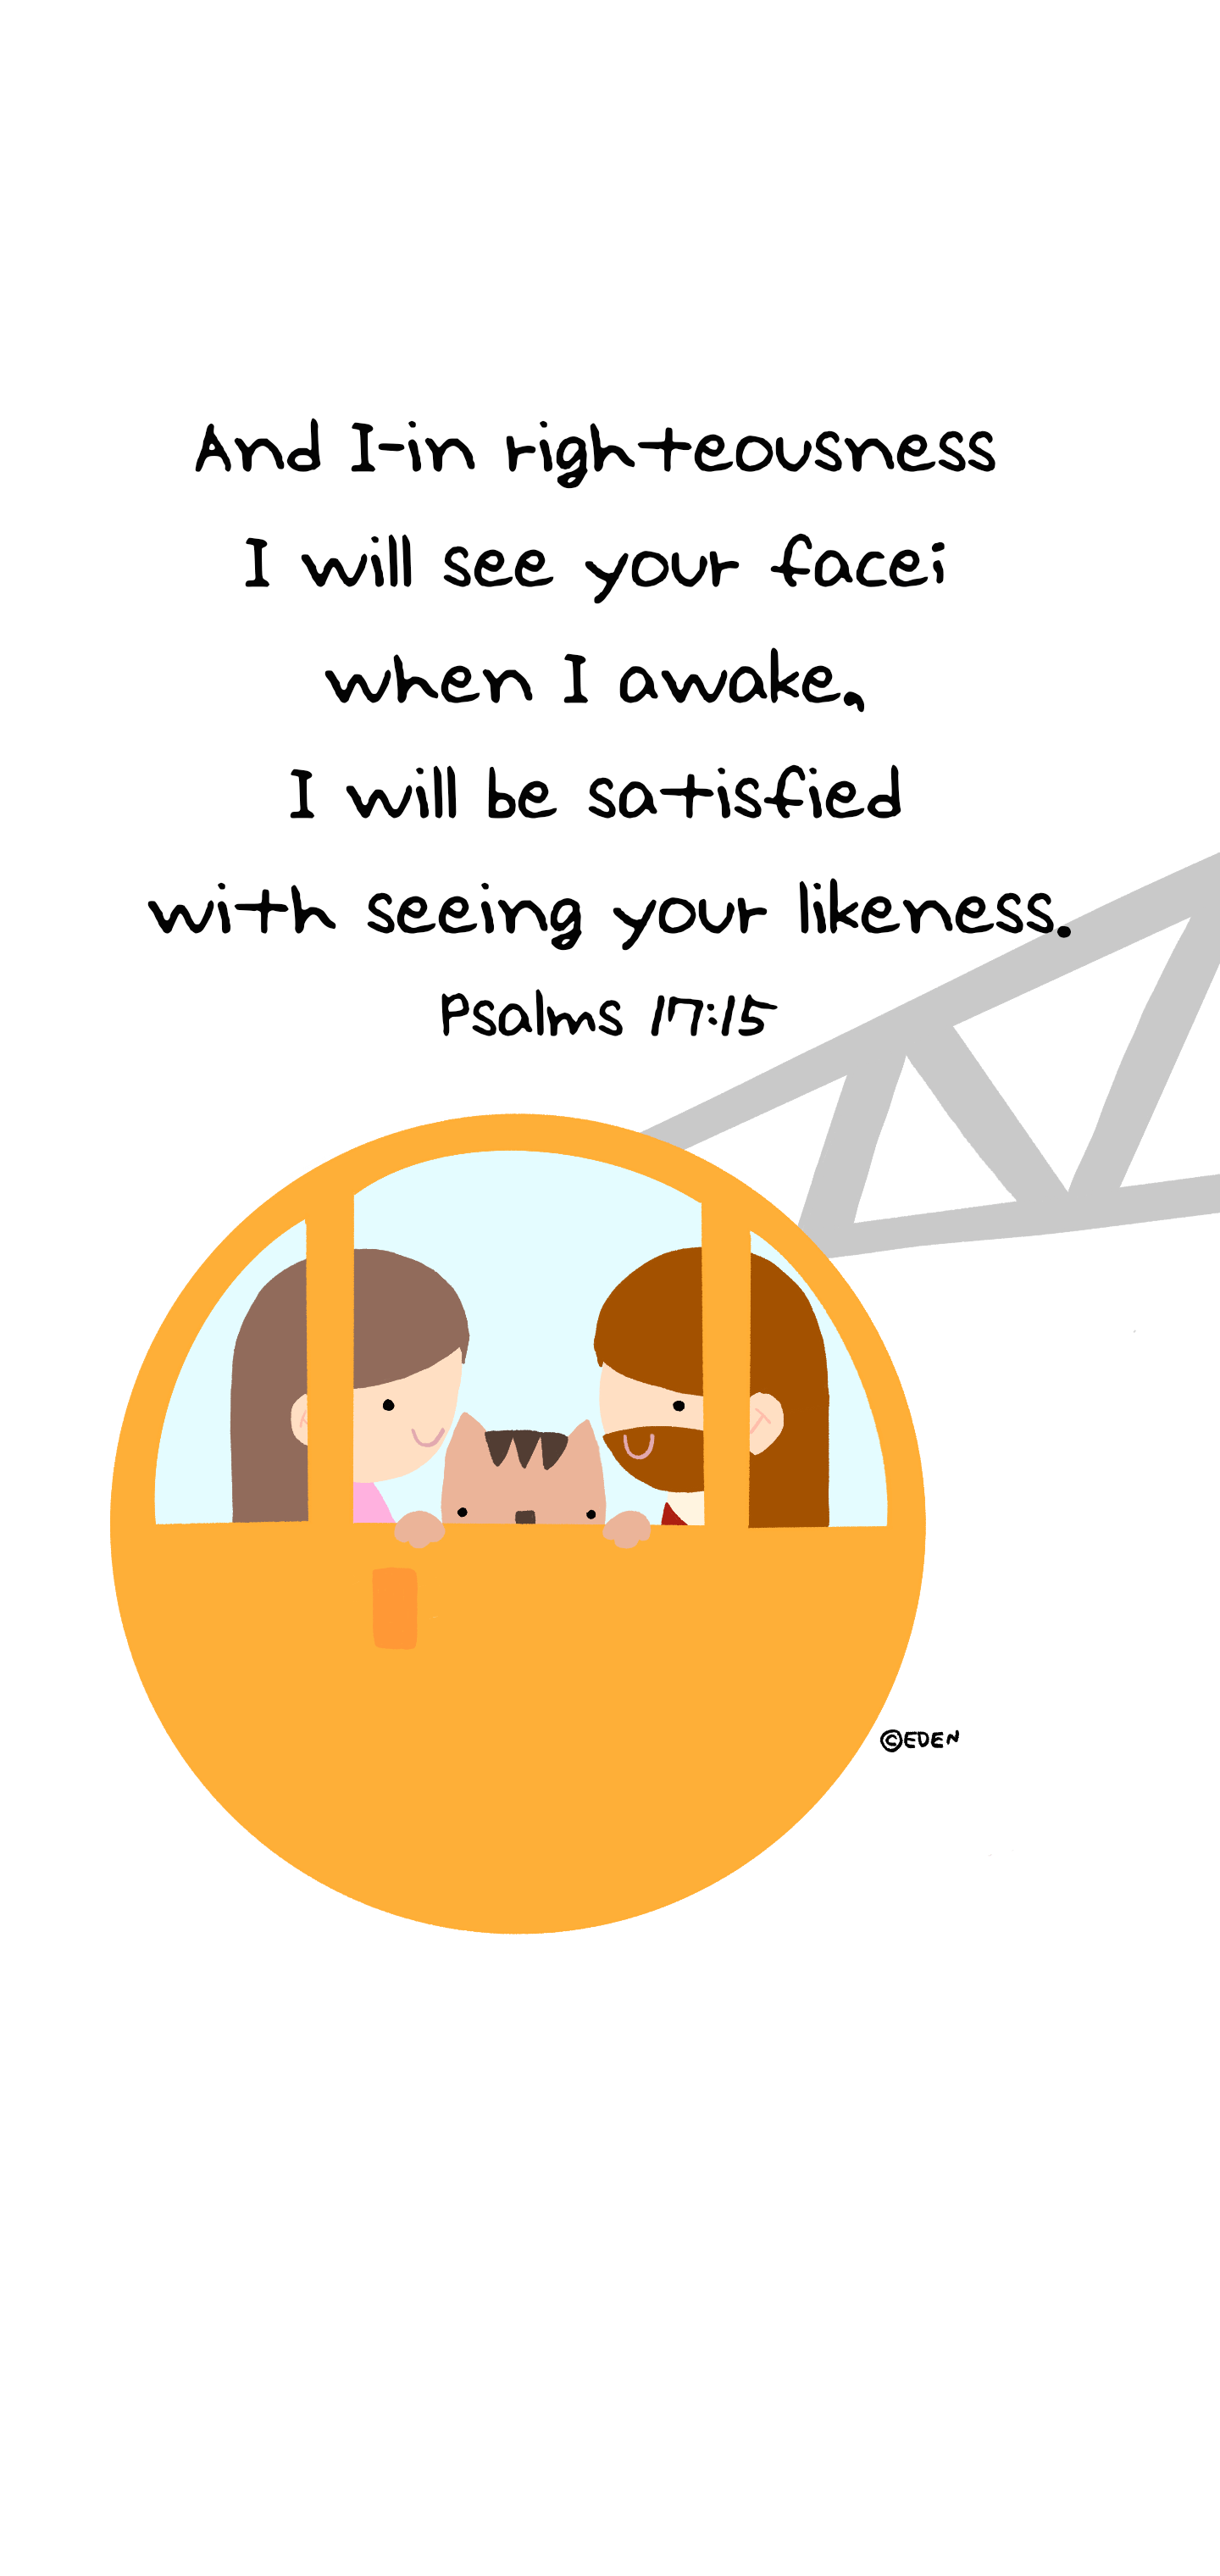 And I-in righteousness
I will see your face;
when I awake,
I will be satisfied
with seeing your likeness.
Psalms 17:15
©EDEN